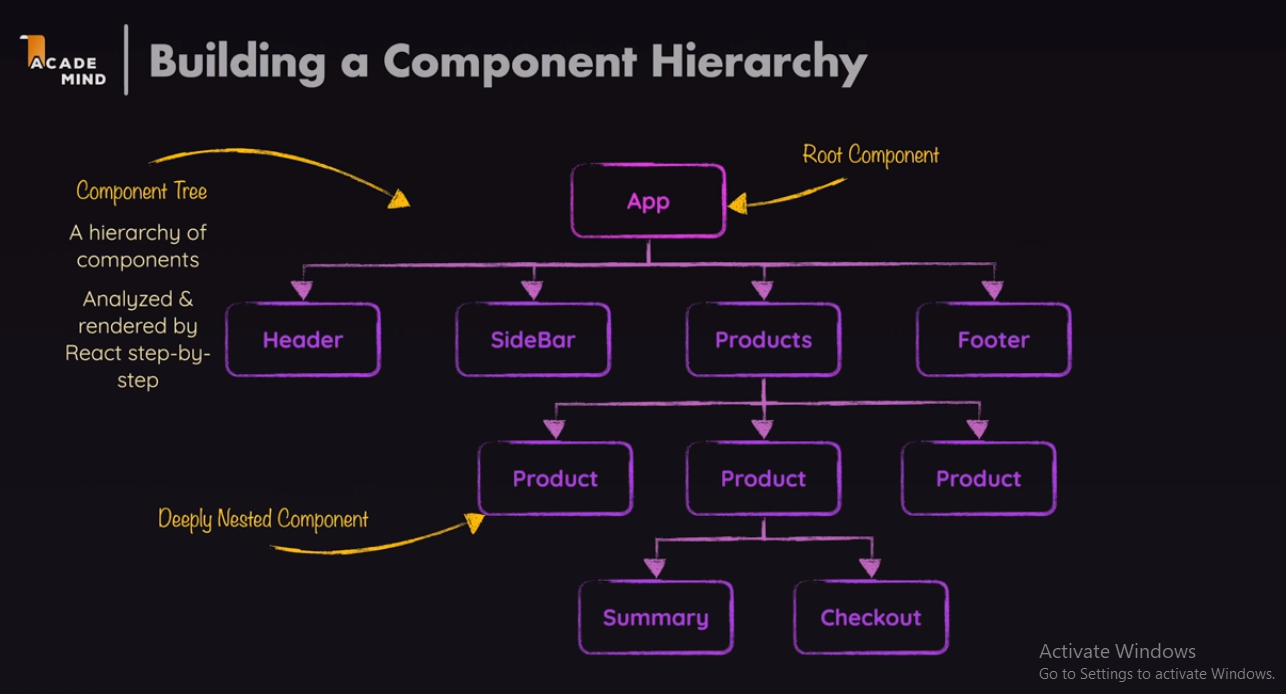 ACADE
MIND
Building a Component Hierarchy
Root Component
Component Tree
App
A hierarchy of
components
Analyzed &
rendered by
React step-by-
step
Header
SideBar
Products
Footer
Product
Product
Product
Deeply Nested Component
Summary
Checkout
Activate Windows
Go to Settings to activate Windows.